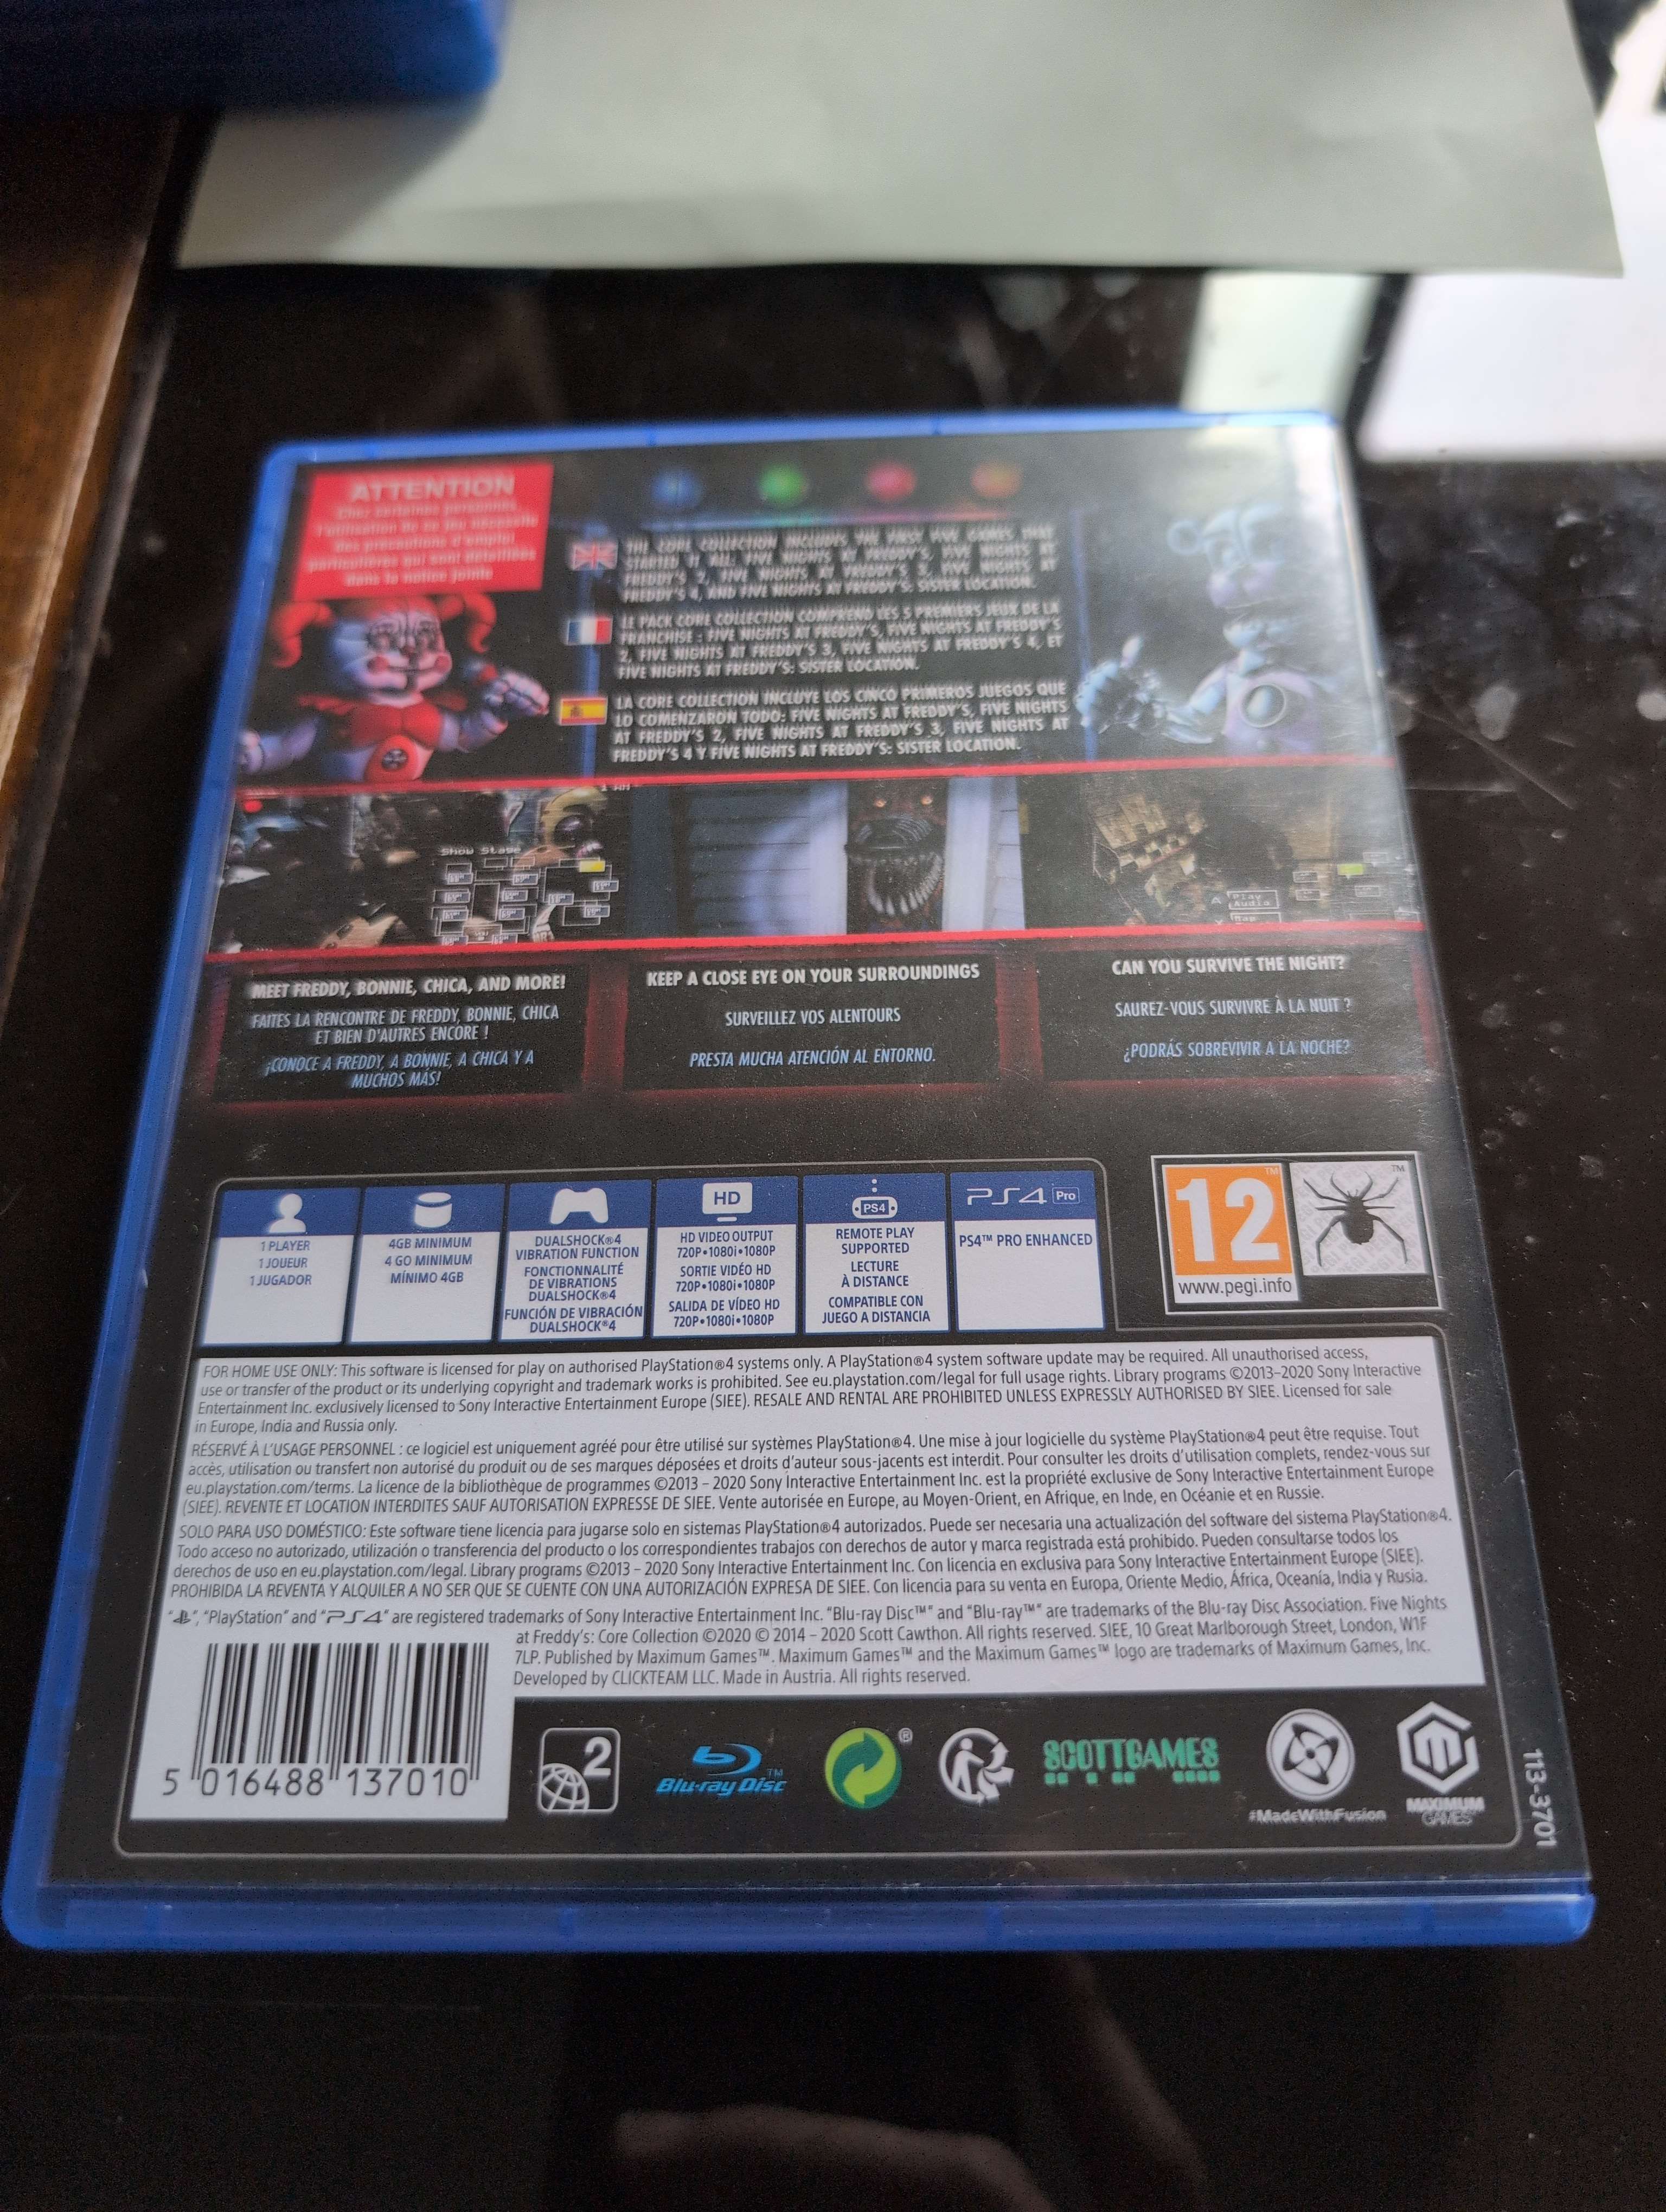 ATTENTION
Chez certaines personnes,
l'utilisation de ce jeu nécessite
des précautions d'emploi
particulières qui sont détaillées
dans la notice jointe
THE CORE COLLECTION INCLUDES THE FIRST FIVE GAMES THAT
STARTED IT ALL. FIVE NIGHTS AT FREDDY'S, FIVE NIGHTS AT
FREDDY'S 2, FIVE NIGHTS AT FREDDY'S 3, FIVE NIGHTS AT
FREDDY'S 4, AND FIVE NIGHTS AT FREDDY'S: SISTER LOCATION.
LE PACK CORE COLLECTION COMPREND LES 5 PREMIERS JEUX DE LA
FRANCHISE : FIVE NIGHTS AT FREDDY'S, FIVE NIGHTS AT FREDDY'S
2, FIVE NIGHTS AT FREDDY'S 3, FIVE NIGHTS AT FREDDY'S 4, ET
FIVE NIGHTS AT FREDDY'S: SISTER LOCATION.
LA CORE COLLECTION INCLUYE LOS CINCO PRIMEROS JUEGOS QUE
LO COMENZARON TODO: FIVE NIGHTS AT FREDDY'S, FIVE NIGHTS
AT FREDDY'S 2, FIVE NIGHTS AT FREDDY'S 3, FIVE NIGHTS AT
FREDDY'S 4 Y FIVE NIGHTS AT FREDDY'S: SISTER LOCATION.
Show Stage
Play
Audio
MEET FREDDY, BONNIE, CHICA, AND MORE!
FAITES LA RENCONTRE DE FREDDY, BONNIE, CHICA
ET BIEN D'AUTRES ENCORE !
¡CONOCE A FREDDY, A BONNIE, A CHICA Y A
MUCHOS MÁS!
KEEP A CLOSE EYE ON YOUR SURROUNDINGS
SURVEILLEZ VOS ALENTOURS
PRESTA MUCHA ATENCIÓN AL ENTORNO.
CAN YOU SURVIVE THE NIGHT?
SAUREZ-VOUS SURVIVRE À LA NUIT ?
¿PODRÁS SOBREVIVIR A LA NOCHE?
1 PLAYER
1 JOUEUR
1 JUGADOR
4GB MINIMUM
4 GO MINIMUM
MÍNIMO 4GB
DUALSHOCK®4
VIBRATION FUNCTION
FONCTIONNALITÉ
DE VIBRATIONS
DUALSHOCK®4
FUNCIÓN DE VIBRACIÓN
DUALSHOCK®4
HD
HD VIDEO OUTPUT
720P•1080i•1080P
SORTIE VIDÉO HD
720P•1080i•1080P
SALIDA DE VÍDEO HD
720P•1080i•1080P
PS4
REMOTE PLAY
SUPPORTED
LECTURE
À DISTANCE
COMPATIBLE CON
JUEGO A DISTANCIA
PS4 Pro
PS4™ PRO ENHANCED
12 ™
™
www.pegi.info
FOR HOME USE ONLY: This software is licensed for play on authorised PlayStation®4 systems only. A PlayStation®4 system software update may be required. All unauthorised access,
use or transfer of the product or its underlying copyright and trademark works is prohibited. See eu.playstation.com/legal for full usage rights. Library programs ©2013–2020 Sony Interactive
Entertainment Inc. exclusively licensed to Sony Interactive Entertainment Europe (SIEE). RESALE AND RENTAL ARE PROHIBITED UNLESS EXPRESSLY AUTHORISED BY SIEE. Licensed for sale
in Europe, India and Russia only.
RÉSERVÉ À L'USAGE PERSONNEL : ce logiciel est uniquement agréé pour être utilisé sur systèmes PlayStation®4. Une mise à jour logicielle du système PlayStation®4 peut être requise. Tout
accès, utilisation ou transfert non autorisé du produit ou de ses marques déposées et droits d'auteur sous-jacents est interdit. Pour consulter les droits d'utilisation complets, rendez-vous sur
eu.playstation.com/terms. La licence de la bibliothèque de programmes ©2013 – 2020 Sony Interactive Entertainment Inc. est la propriété exclusive de Sony Interactive Entertainment Europe
(SIEE). REVENTE ET LOCATION INTERDITES SAUF AUTORISATION EXPRESSE DE SIEE. Vente autorisée en Europe, au Moyen-Orient, en Afrique, en Inde, en Océanie et en Russie.
SOLO PARA USO DOMÉSTICO: Este software tiene licencia para jugarse solo en sistemas PlayStation®4 autorizados. Puede ser necesaria una actualización del software del sistema PlayStation®4.
Todo acceso no autorizado, utilización o transferencia del producto o los correspondientes trabajos con derechos de autor y marca registrada está prohibido. Pueden consultarse todos los
derechos de uso en eu.playstation.com/legal. Library programs ©2013 – 2020 Sony Interactive Entertainment Inc. Con licencia en exclusiva para Sony Interactive Entertainment Europe (SIEE).
PROHIBIDA LA REVENTA Y ALQUILER A NO SER QUE SE CUENTE CON UNA AUTORIZACIÓN EXPRESA DE SIEE. Con licencia para su venta en Europa, Oriente Medio, África, Oceanía, India y Rusia.
" ", "PlayStation" and "PS4" are registered trademarks of Sony Interactive Entertainment Inc. "Blu-ray Disc™" and "Blu-ray™" are trademarks of the Blu-ray Disc Association. Five Nights
at Freddy's: Core Collection ©2020 © 2014 – 2020 Scott Cawthon. All rights reserved. SIEE, 10 Great Marlborough Street, London, W1F
7LP. Published by Maximum Games™. Maximum Games™ and the Maximum Games™ logo are trademarks of Maximum Games, Inc.
Developed by CLICKTEAM LLC. Made in Austria. All rights reserved.
5 016488 137010
2
Blu-ray Disc ™
®
SCOTTGAMES
#MadeWithFusion
MAXIMUM
GAMES
113-3701